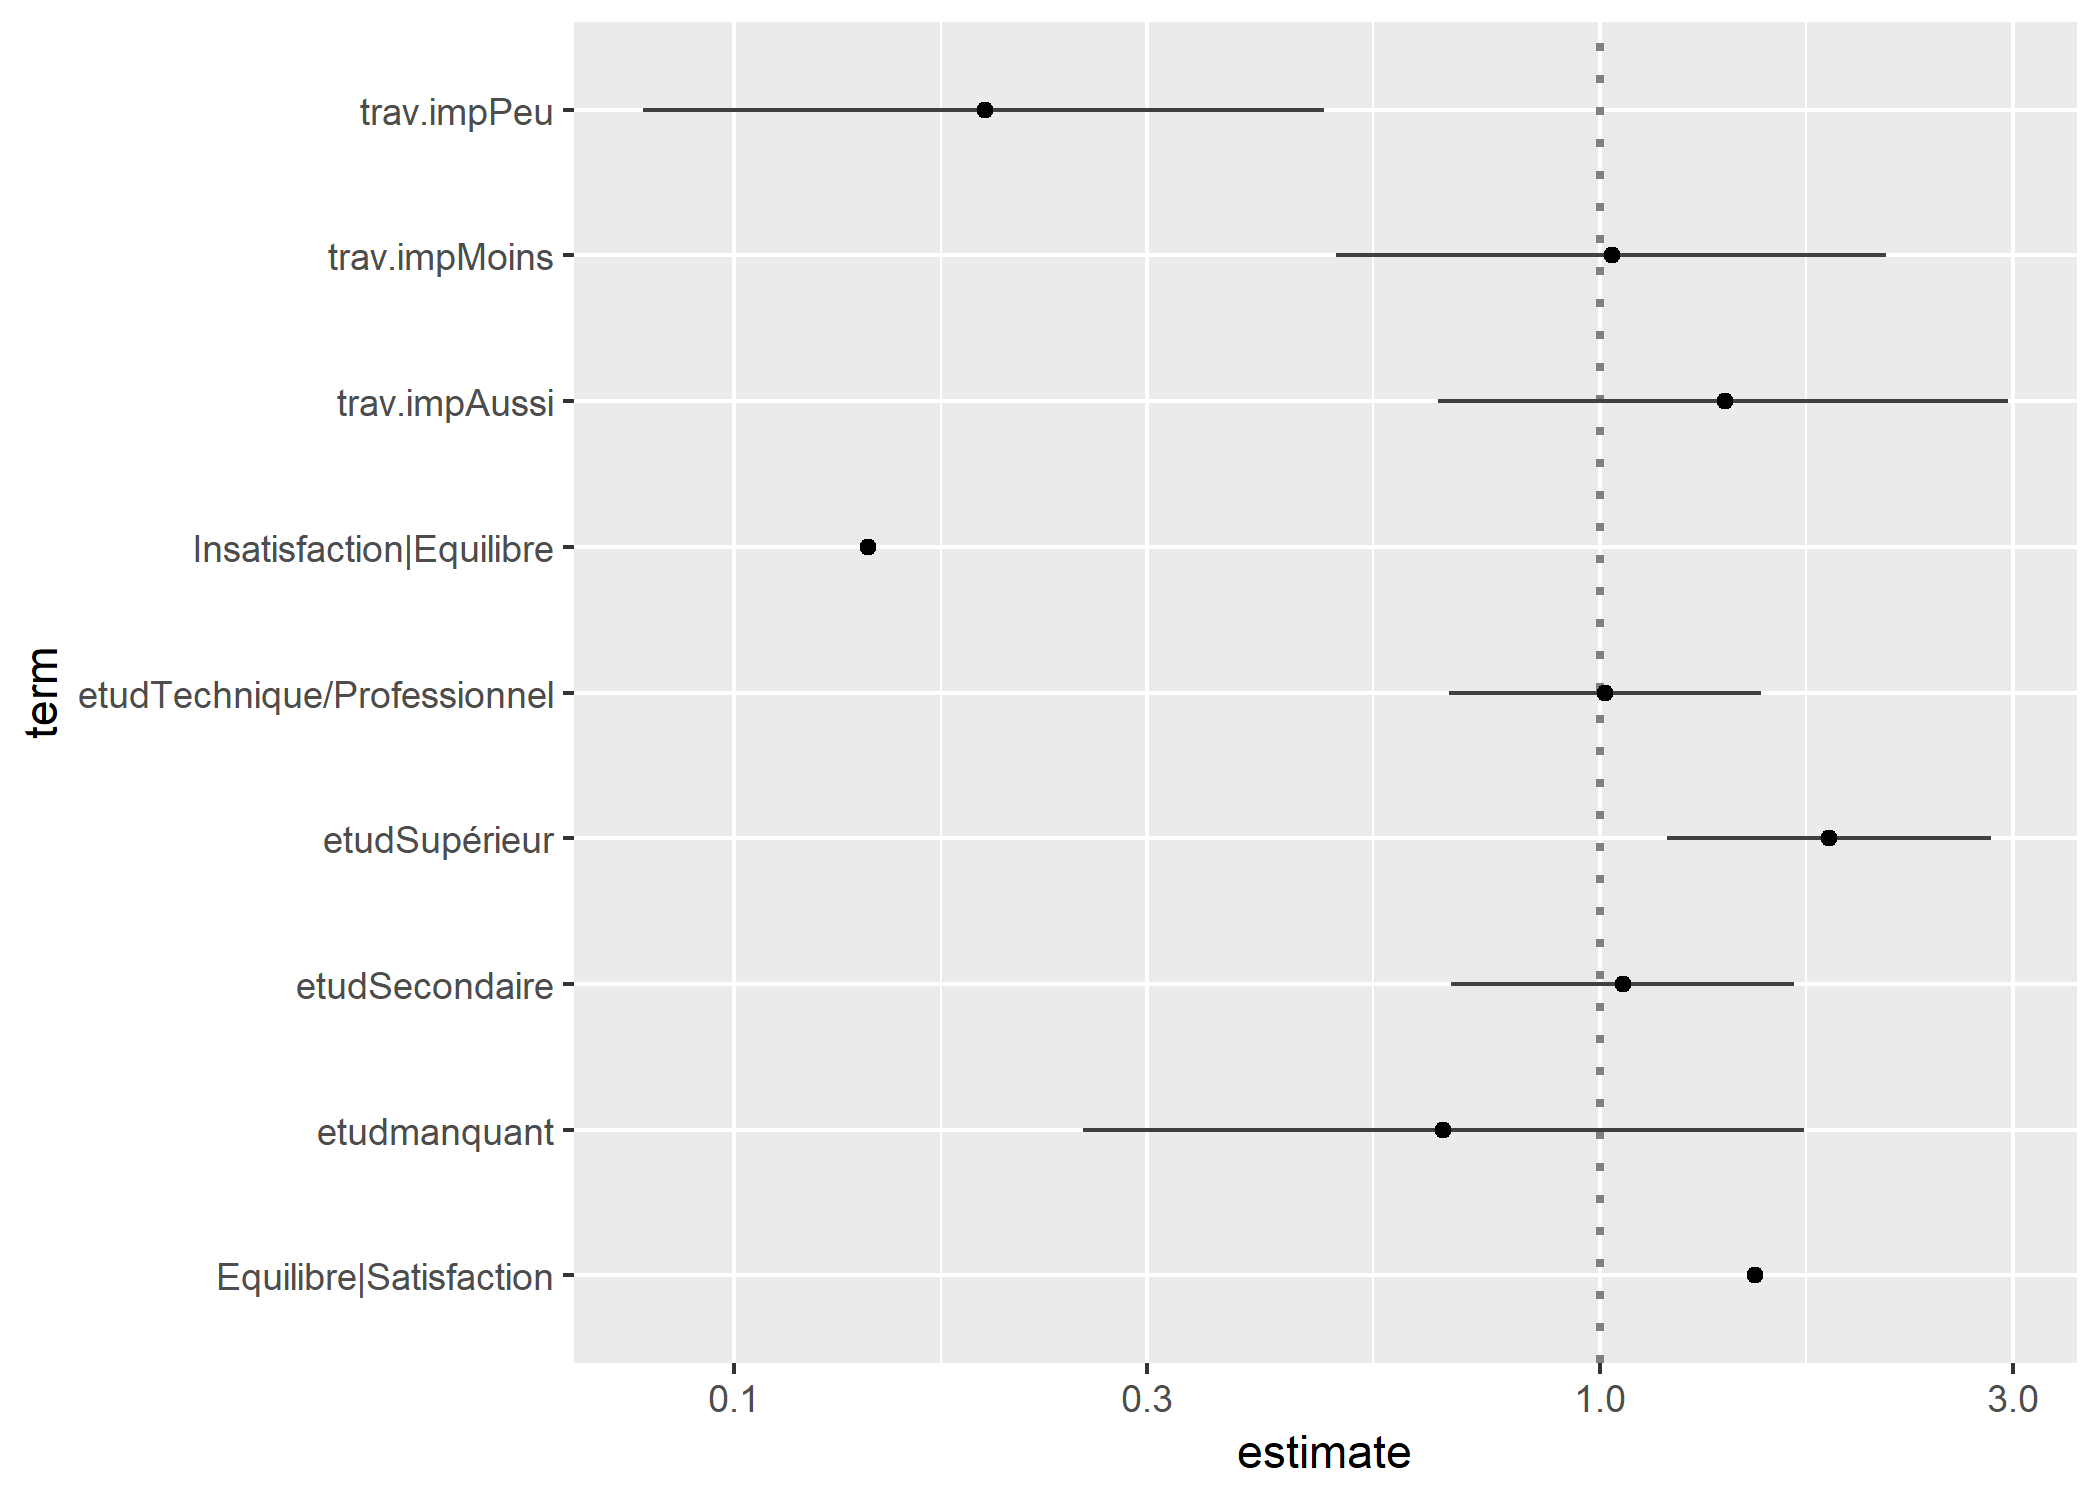 trav.impPeu
trav.impMoins
trav.impAussi
Insatisfaction|Equilibre
etudTechnique/Professionnel
etudSupérieur
etudSecondaire
etudmanquant
Equilibre|Satisfaction
term
0.1 0.3 1.0 3.0
estimate